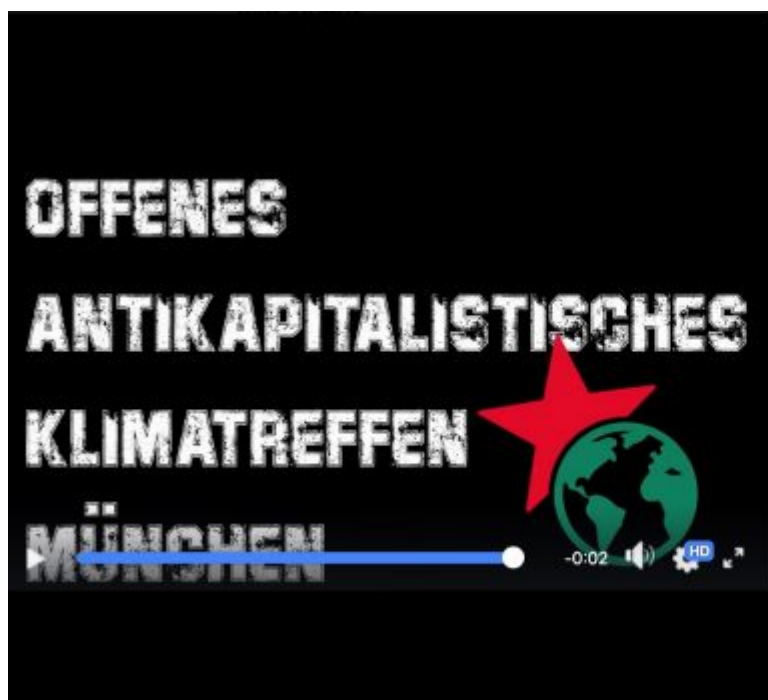 OFFENES
ANTIKAPITALISTISCHES
KLIMATREFFEN
MÜNCHEN
-0:02
HD